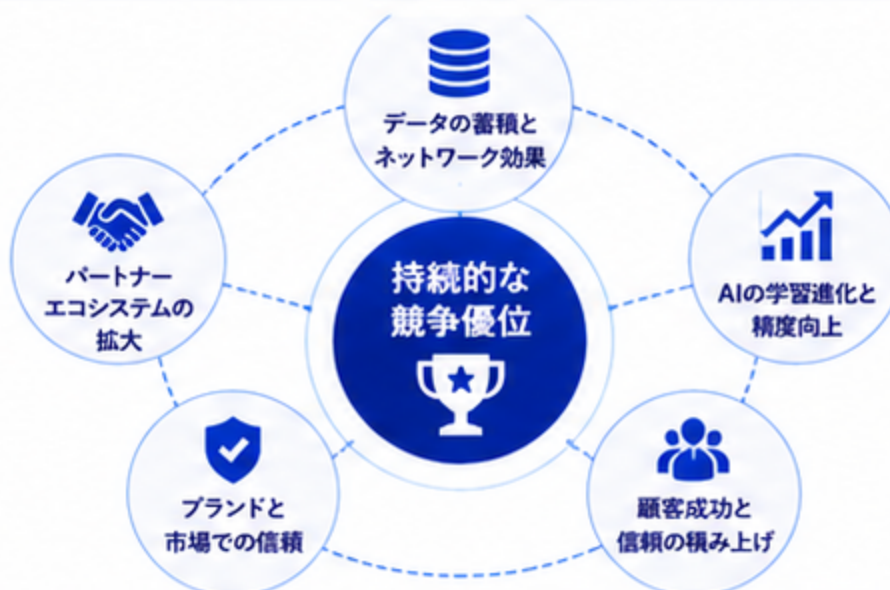 データの蓄積と
ネットワーク効果
パートナー
エコシステムの
拡大
持続的な
競争優位
AIの学習進化と
精度向上
ブランドと
市場での信頼
顧客成功と
信頼の積み上げ